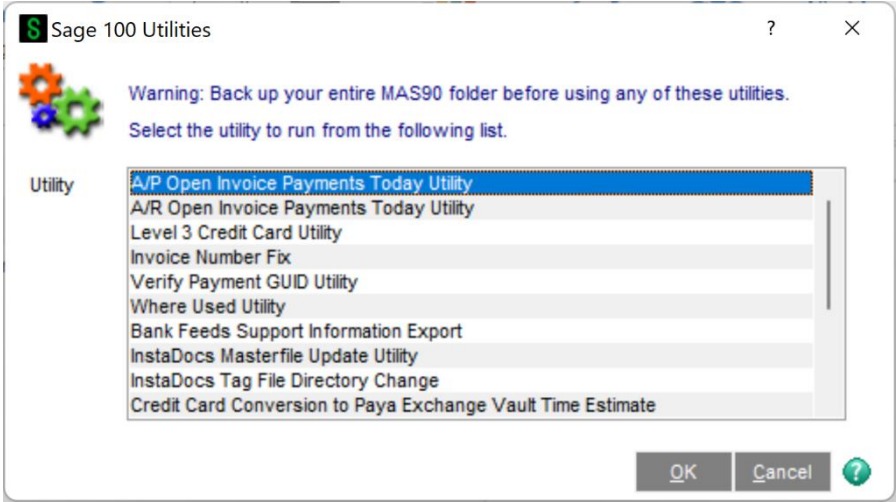 S Sage 100 Utilities ? ×
Warning: Back up your entire MAS90 folder before using any of these utilities.
Select the utility to run from the following list.
Utility
A/P Open Invoice Payments Today Utility
A/R Open Invoice Payments Today Utility
Level 3 Credit Card Utility
Invoice Number Fix
Verify Payment GUID Utility
Where Used Utility
Bank Feeds Support Information Export
InstaDocs Masterfile Update Utility
InstaDocs Tag File Directory Change
Credit Card Conversion to Paya Exchange Vault Time Estimate
OK Cancel ?